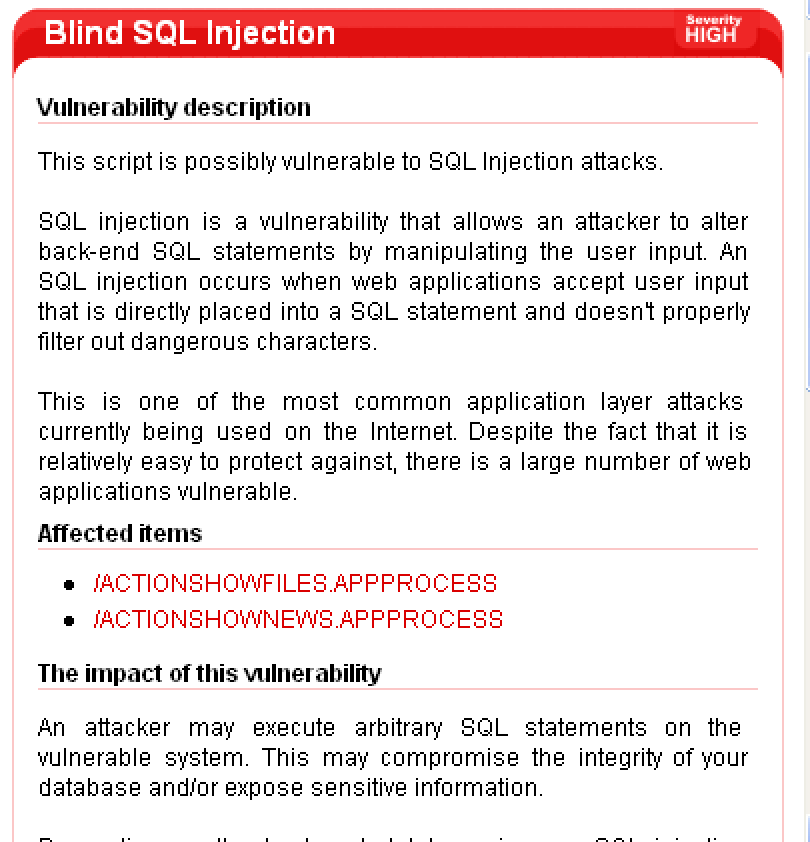 Blind SQL Injection
Severity
HIGH
Vulnerability description
This script is possibly vulnerable to SQL Injection attacks.
SQL injection is a vulnerability that allows an attacker to alter
back-end SQL statements by manipulating the user input. An
SQL injection occurs when web applications accept user input
that is directly placed into a SQL statement and doesn't properly
filter out dangerous characters.
This is one of the most common application layer attacks
currently being used on the Internet. Despite the fact that it is
relatively easy to protect against, there is a large number of web
applications vulnerable.
Affected items
• /ACTIONSHOWFILES.APPPROCESS
• /ACTIONSHOWNEWS.APPPROCESS
The impact of this vulnerability
An attacker may execute arbitrary SQL statements on the
vulnerable system. This may compromise the integrity of your
database and/or expose sensitive information.